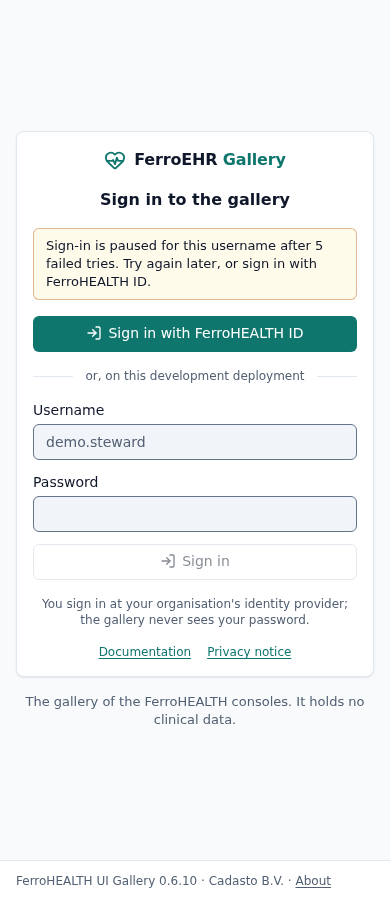 FerroEHR Gallery
Sign in to the gallery
Sign-in is paused for this username after 5
failed tries. Try again later, or sign in with
FerroHEALTH ID.
Sign in with FerroHEALTH ID
or, on this development deployment
Username
demo.steward
Password
Sign in
You sign in at your organisation's identity provider;
the gallery never sees your password.
Documentation Privacy notice
The gallery of the FerroHEALTH consoles. It holds no
clinical data.
FerroHEALTH UI Gallery 0.6.10 · Cadasto B.V. · About